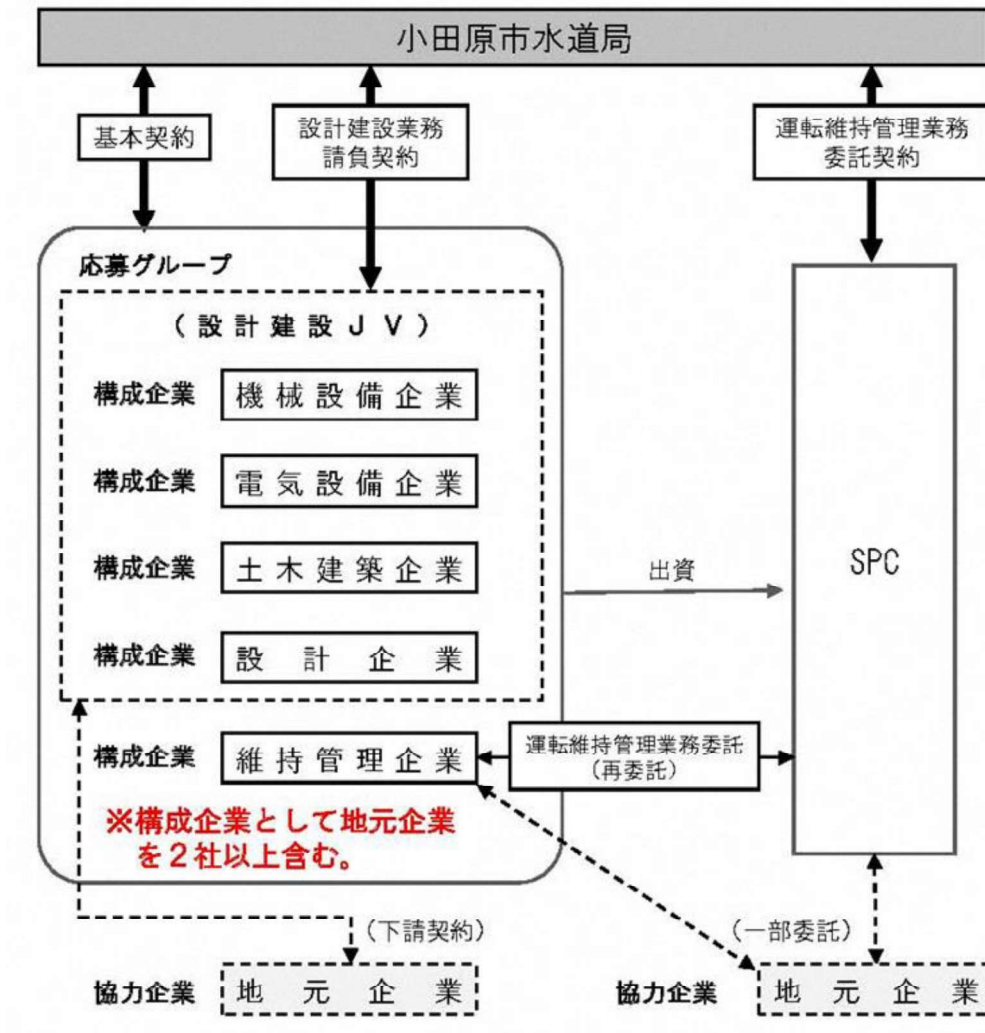 小田原市水道局
基本契約
設計建設業務
請負契約
運転維持管理業務
委託契約
応募グループ
(設計建設JV)
構成企業 機械設備企業
構成企業 電気設備企業
構成企業 土木建築企業
構成企業 設計企業
出資
SPC
構成企業 維持管理企業
運転維持管理業務委託
(再委託)
※構成企業として地元企業
を2社以上含む。
(下請契約)
(一部委託)
協力企業 地元企業
協力企業 地元企業